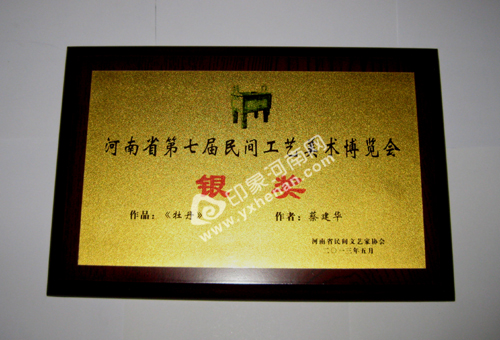 河南省第七届民间工艺美术博览会
银 奖
作品：《牡丹》 作者：蔡建华
河南省民间文艺家协会
二〇一三年五月
印象河南网
www.yxhenan.com